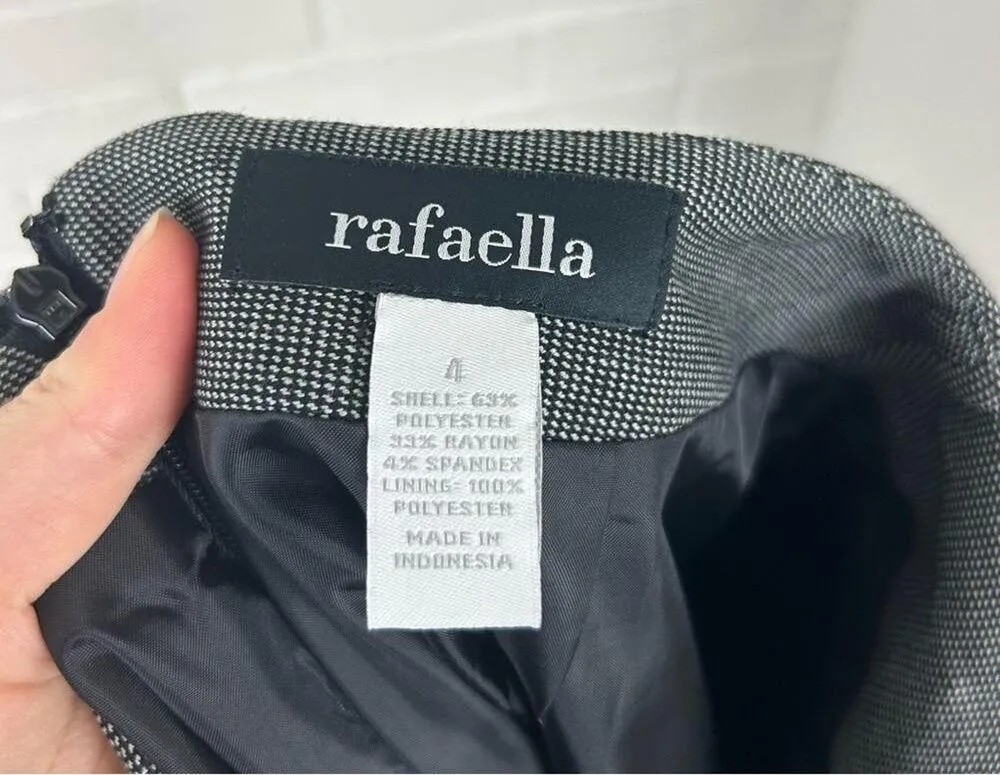 rafaella
4
SHELL: 63%
POLYESTER
33% RAYON
4% SPANDEX
LINING: 100%
POLYESTER
MADE IN
INDONESIA